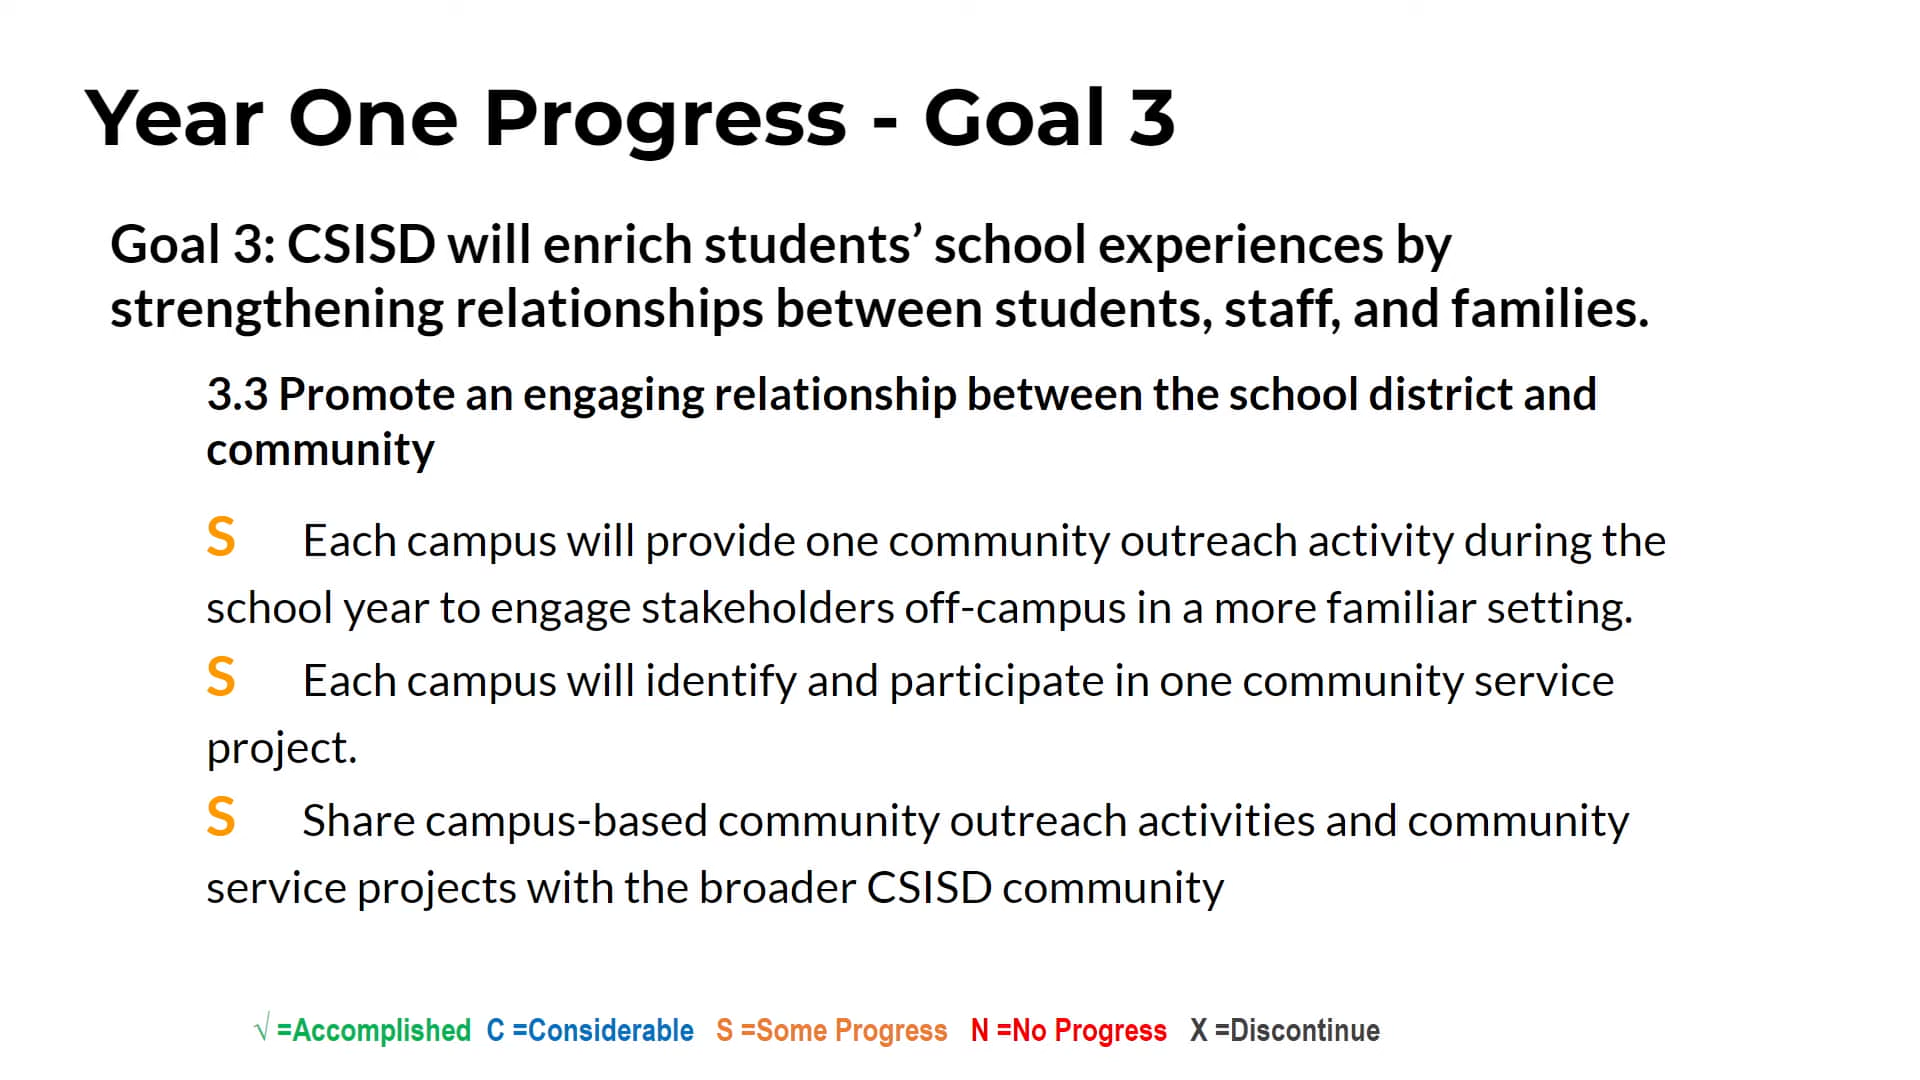 Year One Progress - Goal 3
Goal 3: CSISD will enrich students’ school experiences by
strengthening relationships between students, staff, and families.
3.3 Promote an engaging relationship between the school district and
community
S Each campus will provide one community outreach activity during the
school year to engage stakeholders off-campus in a more familiar setting.
S Each campus will identify and participate in one community service
project.
S Share campus-based community outreach activities and community
service projects with the broader CSISD community
√ =Accomplished C =Considerable S =Some Progress N =No Progress X =Discontinue